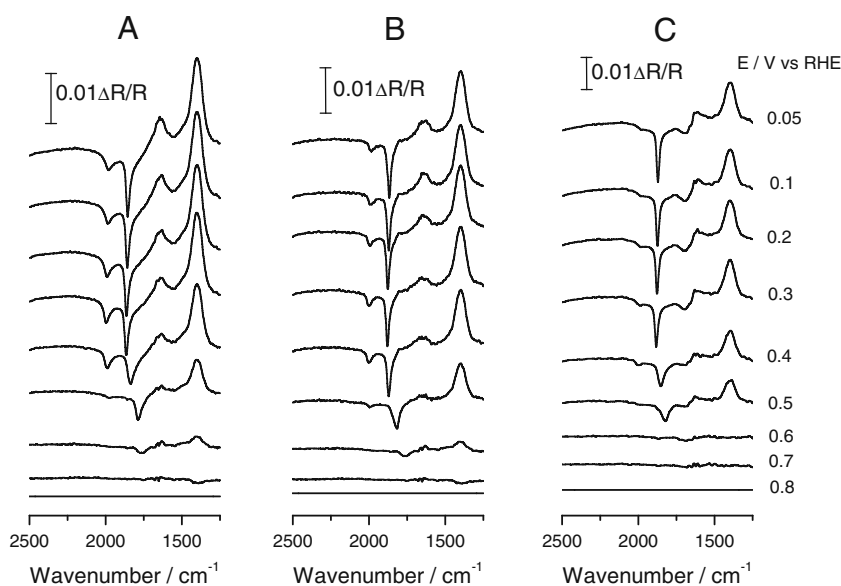 A
B
C
0.01ΔR/R
0.01ΔR/R
0.01ΔR/R
E / V vs RHE
0.05
0.1
0.2
0.3
0.4
0.5
0.6
0.7
0.8
2500 2000 1500
2500 2000 1500
2500 2000 1500
Wavenumber / cm⁻¹
Wavenumber / cm⁻¹
Wavenumber / cm⁻¹